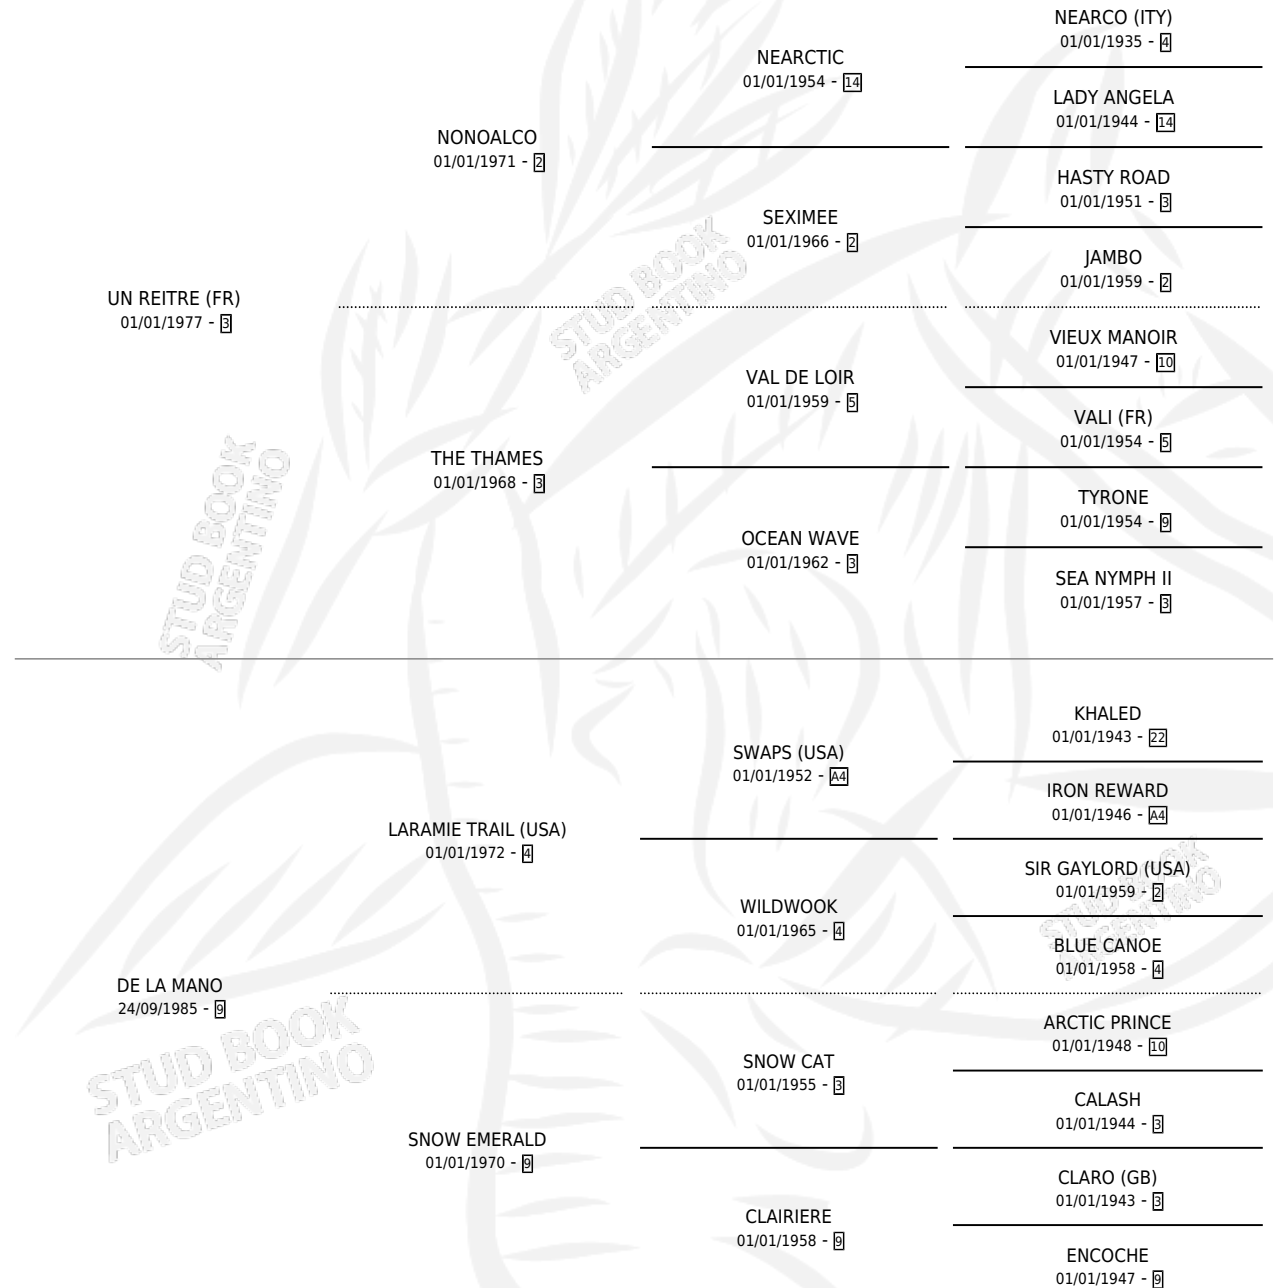 NEARCO (ITY)
01/01/1935 - 4
NEARCTIC
01/01/1954 - 14
LADY ANGELA
01/01/1944 - 14
NONOALCO
01/01/1971 - 2
HASTY ROAD
01/01/1951 - 3
SEXIMEE
01/01/1966 - 2
JAMBO
01/01/1959 - 2
UN REITRE (FR)
01/01/1977 - 3
VIEUX MANOIR
01/01/1947 - 10
VAL DE LOIR
01/01/1959 - 5
VALI (FR)
01/01/1954 - 5
THE THAMES
01/01/1968 - 3
TYRONE
01/01/1954 - 9
OCEAN WAVE
01/01/1962 - 3
SEA NYMPH II
01/01/1957 - 3
KHALED
01/01/1943 - 22
SWAPS (USA)
01/01/1952 - A4
IRON REWARD
01/01/1946 - A4
LARAMIE TRAIL (USA)
01/01/1972 - 4
SIR GAYLORD (USA)
01/01/1959 - 2
WILDWOOK
01/01/1965 - 4
BLUE CANOE
01/01/1958 - 4
DE LA MANO
24/09/1985 - 9
ARCTIC PRINCE
01/01/1948 - 10
SNOW CAT
01/01/1955 - 3
CALASH
01/01/1944 - 3
SNOW EMERALD
01/01/1970 - 9
CLARO (GB)
01/01/1943 - 3
CLAIRIERE
01/01/1958 - 9
ENCOCHE
01/01/1947 - 9
STUD BOOK
ARGENTINO
STUD BOOK
ARGENTINO
STUD BOOK
ARGENTINO
STUD BOOK
ARGENTINO